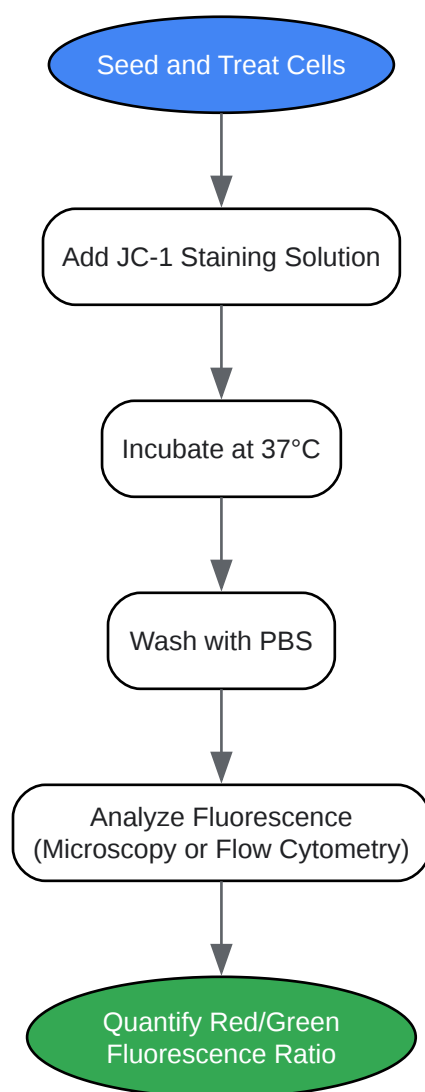 Seed and Treat Cells
Add JC-1 Staining Solution
Incubate at 37°C
Wash with PBS
Analyze Fluorescence
(Microscopy or Flow Cytometry)
Quantify Red/Green
Fluorescence Ratio